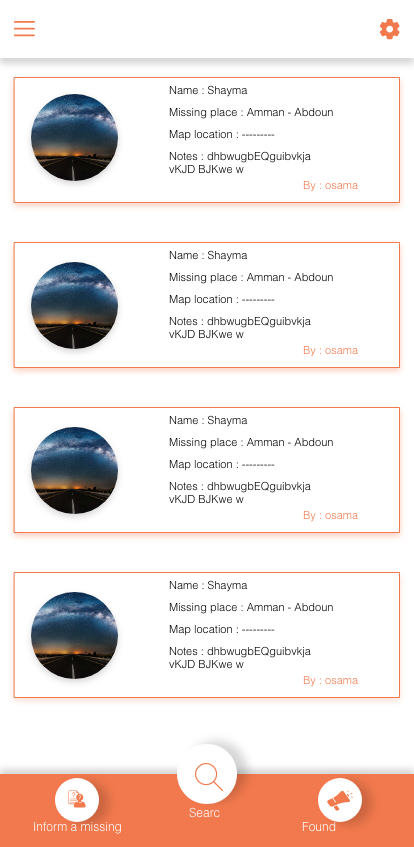 Name : Shayma
Missing place : Amman - Abdoun
Map location : ---------
Notes : dhbwugbEQguibvkja
vKJD BJKwe w
By : osama
Name : Shayma
Missing place : Amman - Abdoun
Map location : ---------
Notes : dhbwugbEQguibvkja
vKJD BJKwe w
By : osama
Name : Shayma
Missing place : Amman - Abdoun
Map location : ---------
Notes : dhbwugbEQguibvkja
vKJD BJKwe w
By : osama
Name : Shayma
Missing place : Amman - Abdoun
Map location : ---------
Notes : dhbwugbEQguibvkja
vKJD BJKwe w
By : osama
Searc
Inform a missing
Found